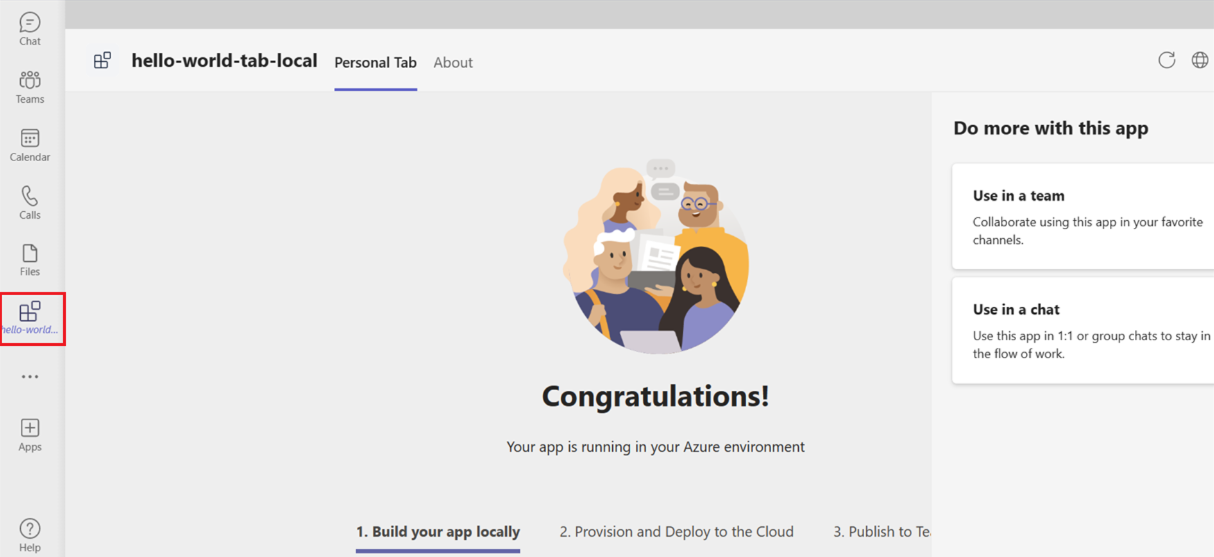 Chat
Teams
Calendar
Calls
Files
hello-world...
Apps
Help
hello-world-tab-local Personal Tab About
Congratulations!
Your app is running in your Azure environment
1. Build your app locally 2. Provision and Deploy to the Cloud 3. Publish to
Do more with this app
Use in a team
Collaborate using this app in your favorite
channels.
Use in a chat
Use this app in 1:1 or group chats to stay in
the flow of work.